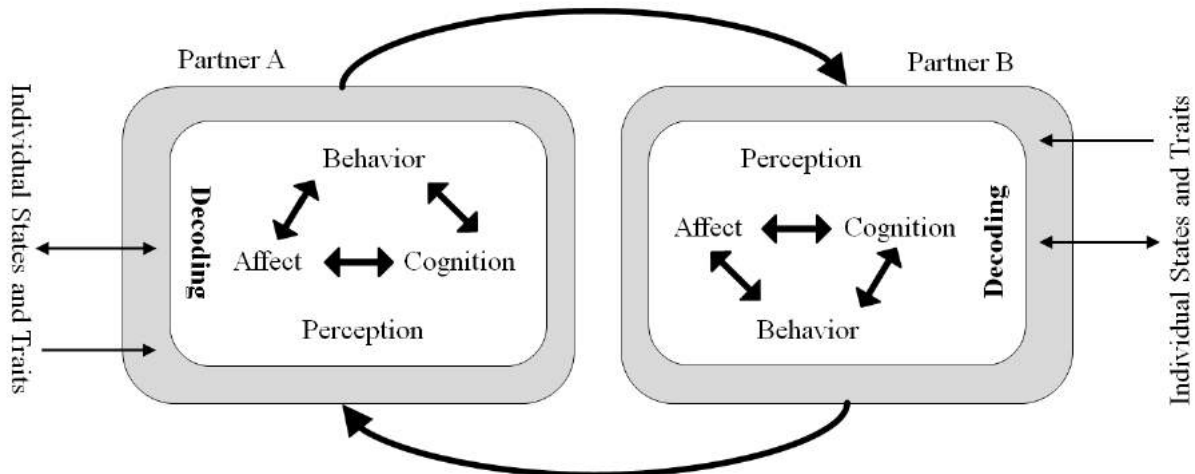 Partner A
Individual States and Traits
Decoding
Behavior
Affect
Cognition
Perception
Partner B
Perception
Affect
Cognition
Behavior
Decoding
Individual States and Traits